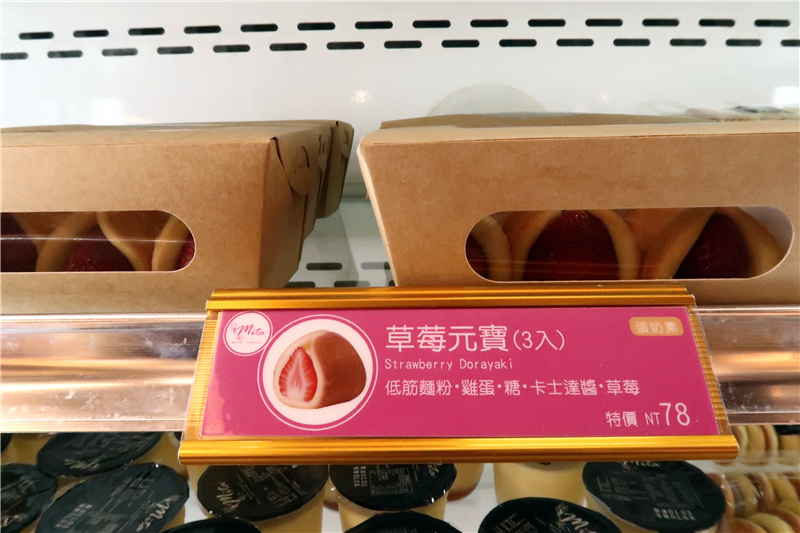 Mita
草莓元寶(3入)
蛋奶素
Strawberry Dorayaki
低筋麵粉·雞蛋·糖·卡士達醬·草莓
特價 NT78
Mita